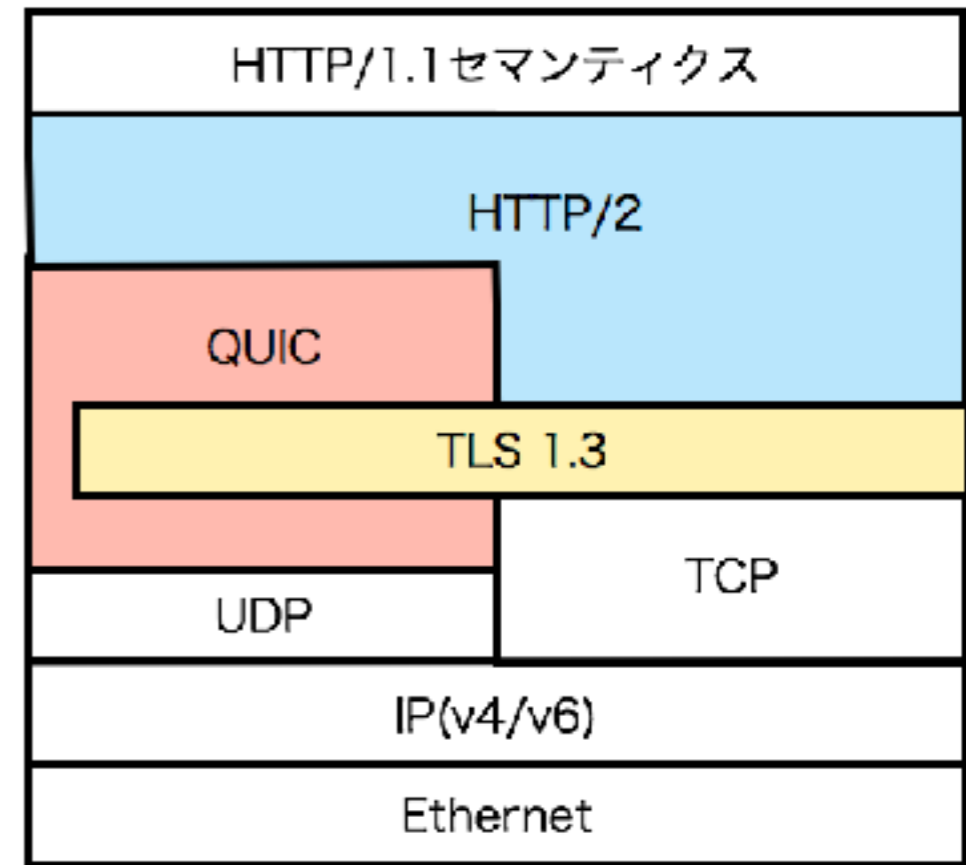 HTTP/1.1セマンティクス
HTTP/2
QUIC
TLS 1.3
TCP
UDP
IP(v4/v6)
Ethernet